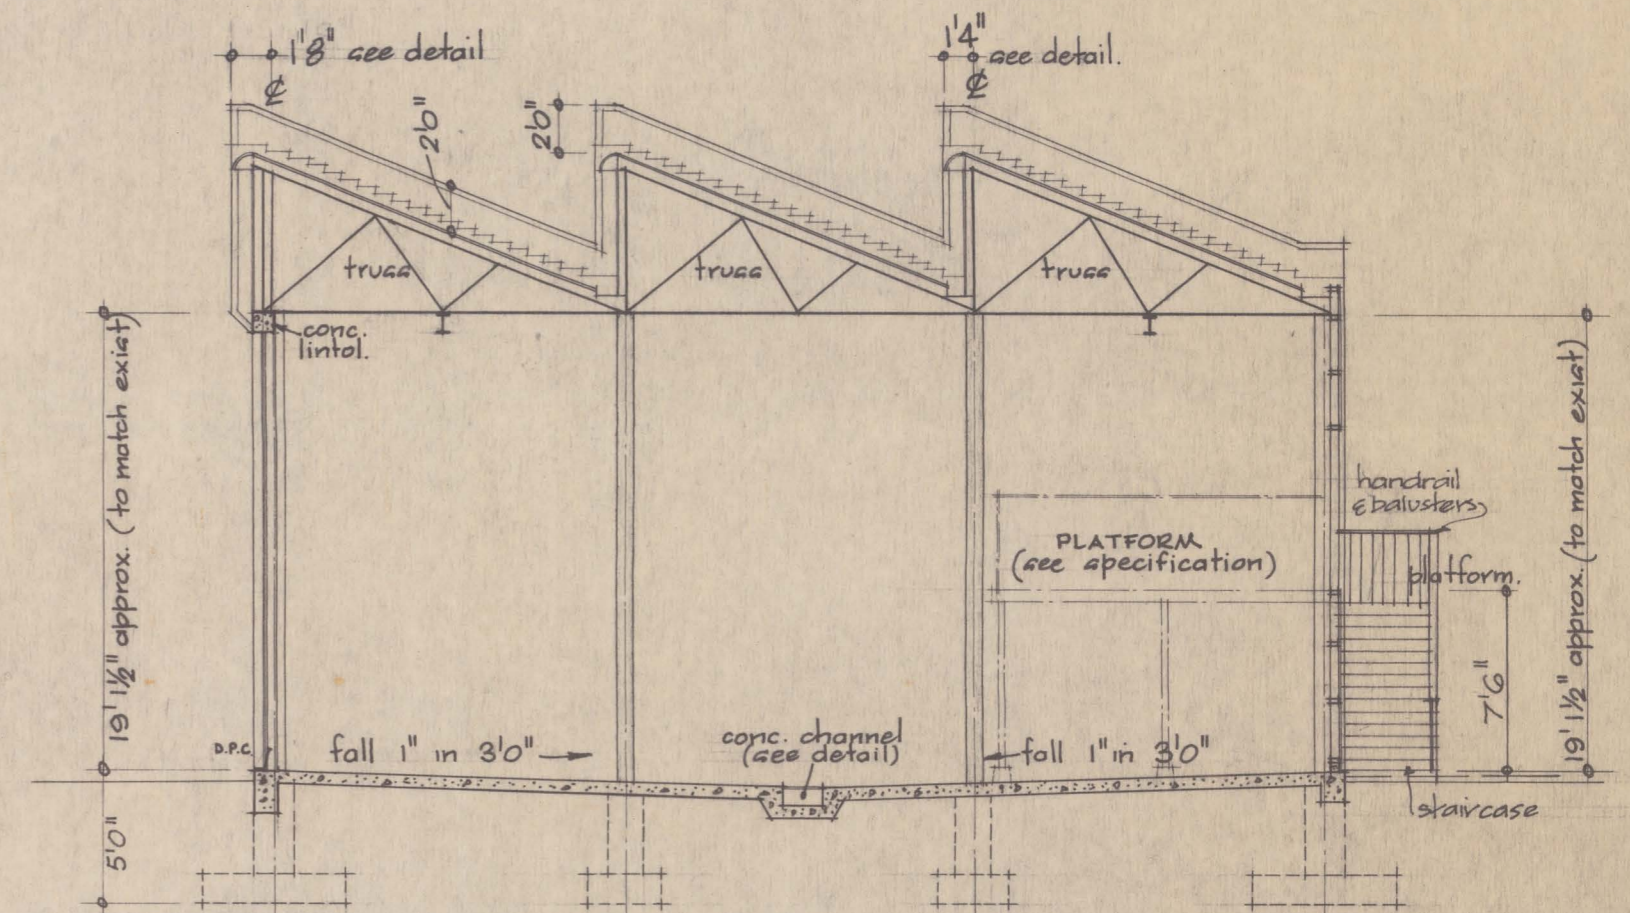 1'8" see detail
1'4"
see detail.
℄
℄
2'6"
2'6"
truss
truss
truss
conc.
lintol.
19' 1½" approx. (to match exist)
19' 1½" approx. (to match exist)
handrail
& balusters
PLATFORM
(see specification)
platform.
7'6"
D.P.C.
fall 1" in 3'0"
conc. channel
(see detail)
fall 1" in 3'0"
staircase
5'0"